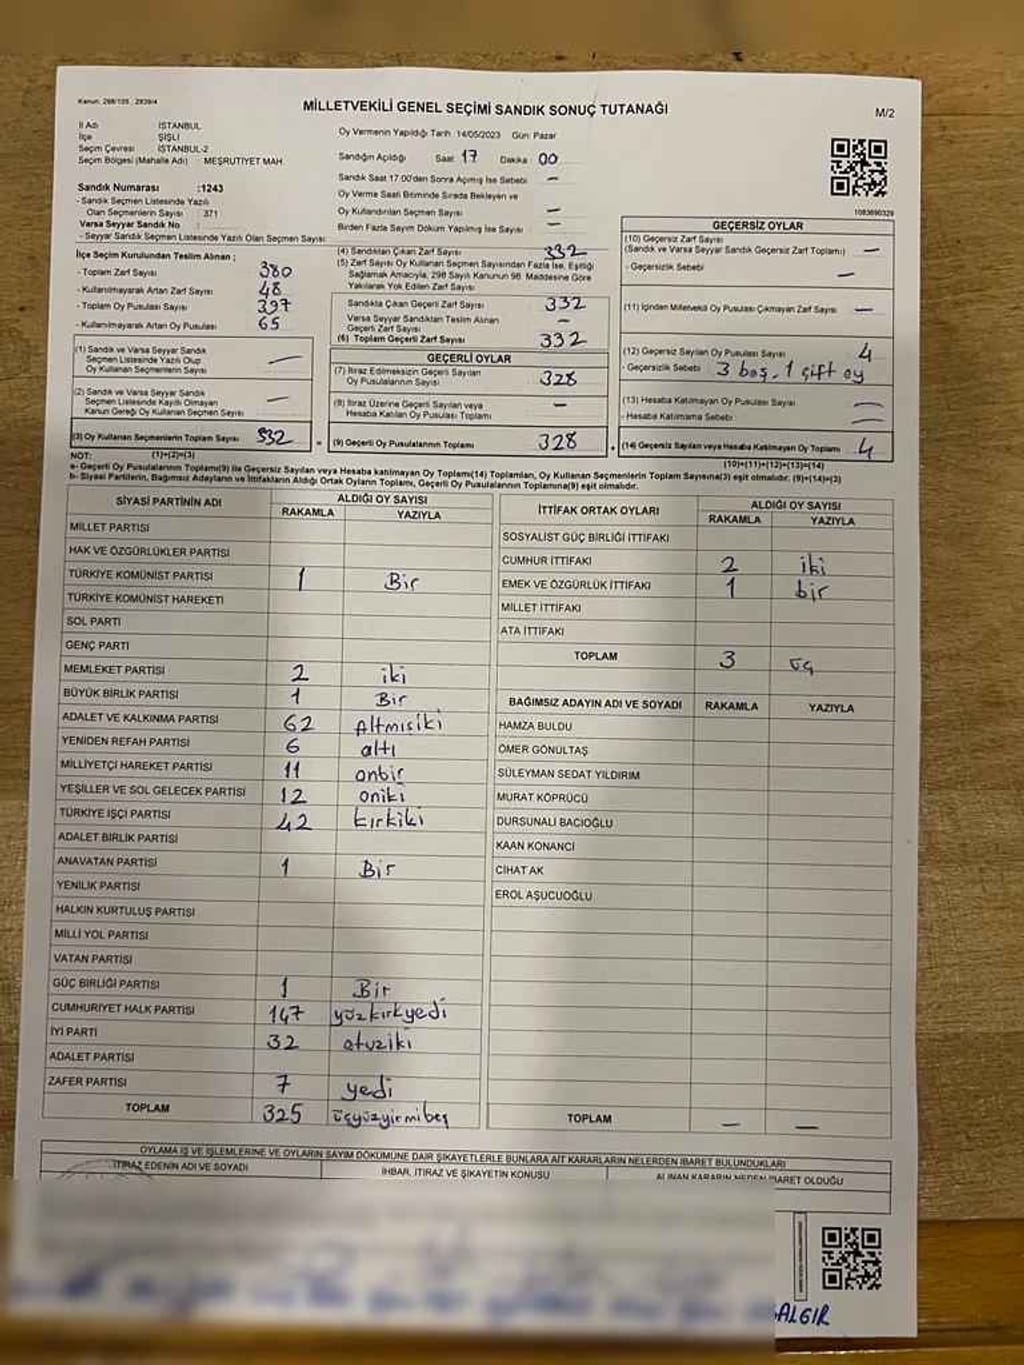 Kanun: 298/105 , 2839/4
MİLLETVEKİLİ GENEL SEÇİMİ SANDIK SONUÇ TUTANAĞI
M/2
İl Adı İSTANBUL
İlçe ŞİŞLİ
Seçim Çevresi İSTANBUL-2
Seçim Bölgesi (Mahalle Adı) : MEŞRUTİYET MAH.
Sandık Numarası :1243
- Sandık Seçmen Listesinde Yazılı
Olan Seçmenlerin Sayısı : 371
Varsa Seyyar Sandık No :
- Seyyar Sandık Seçmen Listesinde Yazılı Olan Seçmen Sayısı:
İlçe Seçim Kurulundan Teslim Alınan ;
- Toplam Zarf Sayısı 380
- Kullanılmayarak Artan Zarf Sayısı 48
- Toplam Oy Pusulası Sayısı 397
- Kullanılmayarak Artan Oy Pusulası 65
(1) Sandık ve Varsa Seyyar Sandık
Seçmen Listesinde Yazılı Olup
Oy Kullanan Seçmenlerin Sayısı —
(2) Sandık ve Varsa Seyyar Sandık
Seçmen Listesinde Kayıtlı Olmayan
Kanun Gereği Oy Kullanan Seçmen Sayısı —
(3) Oy Kullanan Seçmenlerin Toplam Sayısı 332
(1)+(2)=(3)
Oy Vermenin Yapıldığı Tarih : 14/05/2023 Gün: Pazar
Sandığın Açıldığı Saat: 17 Dakika : 00
Sandık Saat 17.00'den Sonra Açılmış İse Sebebi —
Oy Verme Saati Bitiminde Sırada Bekleyen ve
Oy Kullandırılan Seçmen Sayısı —
Birden Fazla Sayım Döküm Yapılmış İse Sayısı —
(4) Sandıktan Çıkan Zarf Sayısı 332
(5) Zarf Sayısı Oy Kullanan Seçmen Sayısından Fazla İse, Eşitliği
Sağlamak Amacıyla, 298 Sayılı Kanunun 98. Maddesine Göre
Yakılarak Yok Edilen Zarf Sayısı:
Sandıkta Çıkan Geçerli Zarf Sayısı 332
Varsa Seyyar Sandıktan Teslim Alınan
Geçerli Zarf Sayısı —
(6) Toplam Geçerli Zarf Sayısı 332
GEÇERLİ OYLAR
(7) İtiraz Edilmeksizin Geçerli Sayılan
Oy Pusulalarının Sayısı 328
(8) İtiraz Üzerine Geçerli Sayılan veya
Hesaba Katılan Oy Pusulası Toplamı —
(9) Geçerli Oy Pusulalarının Toplamı 328
1083690329
GEÇERSİZ OYLAR
(10) Geçersiz Zarf Sayısı
(Sandık ve Varsa Seyyar Sandık Geçersiz Zarf Toplamı) —
- Geçersizlik Sebebi —
(11) İçinden Milletvekili Oy Pusulası Çıkmayan Zarf Sayısı —
(12) Geçersiz Sayılan Oy Pusulası Sayısı 4
- Geçersizlik Sebebi 3 boş, 1 çift oy
(13) Hesaba Katılmayan Oy Pusulası Sayısı —
- Hesaba Katılmama Sebebi: —
(14) Geçersiz Sayılan veya Hesaba Katılmayan Oy Toplamı 4
(10)+(11)+(12)+(13)=(14)
NOT:
a- Geçerli Oy Pusulalarının Toplamı(9) ile Geçersiz Sayılan veya Hesaba katılmayan Oy Toplamı(14) Toplamları, Oy Kullanan Seçmenlerin Toplam Sayısına(3) eşit olmalıdır. (9)+(14)=(3)
b- Siyasi Partilerin, Bağımsız Adayların ve İttifakların Aldığı Ortak Oyların Toplamı, Geçerli Oy Pusulalarının Toplamına(9) eşit olmalıdır.
SİYASİ PARTİNİN ADI ALDIĞI OY SAYISI
RAKAMLA YAZIYLA
MİLLET PARTİSİ
HAK VE ÖZGÜRLÜKLER PARTİSİ
TÜRKİYE KOMÜNİST PARTİSİ 1 Bir
TÜRKİYE KOMÜNİST HAREKETİ
SOL PARTİ
GENÇ PARTİ
MEMLEKET PARTİSİ 2 iki
BÜYÜK BİRLİK PARTİSİ 1 Bir
ADALET VE KALKINMA PARTİSİ 62 Altmışiki
YENİDEN REFAH PARTİSİ 6 altı
MİLLİYETÇİ HAREKET PARTİSİ 11 onbir
YEŞİLLER VE SOL GELECEK PARTİSİ 12 oniki
TÜRKİYE İŞÇİ PARTİSİ 42 kırkiki
ADALET BİRLİK PARTİSİ
ANAVATAN PARTİSİ 1 Bir
YENİLİK PARTİSİ
HALKIN KURTULUŞ PARTİSİ
MİLLİ YOL PARTİSİ
VATAN PARTİSİ
GÜÇ BİRLİĞİ PARTİSİ 1 Bir
CUMHURİYET HALK PARTİSİ 147 yüzkırkyedi
İYİ PARTİ 32 otuziki
ADALET PARTİSİ
ZAFER PARTİSİ 7 yedi
TOPLAM 325 üçyüzyirmibeş
İTTİFAK ORTAK OYLARI ALDIĞI OY SAYISI
RAKAMLA YAZIYLA
SOSYALİST GÜÇ BİRLİĞİ İTTİFAKI
CUMHUR İTTİFAKI 2 iki
EMEK VE ÖZGÜRLÜK İTTİFAKI 1 bir
MİLLET İTTİFAKI
ATA İTTİFAKI
TOPLAM 3 üç
BAĞIMSIZ ADAYIN ADI VE SOYADI RAKAMLA YAZIYLA
HAMZA BULDU
ÖMER GÖNÜLTAŞ
SÜLEYMAN SEDAT YILDIRIM
MURAT KÖPRÜCÜ
DURSUNALİ BACIOĞLU
KAAN KONANCI
CİHAT AK
EROL AŞUCUOĞLU
TOPLAM — —
OYLAMA İŞ VE İŞLEMLERİNE VE OYLARIN SAYIM DÖKÜMÜNE DAİR ŞİKAYETLERLE BUNLARA AİT KARARLARIN NELERDEN İBARET BULUNDUKLARI
İTİRAZ EDENİN ADI VE SOYADI İHBAR, İTİRAZ VE ŞİKAYETİN KONUSU ALINAN KARARIN NEDEN İBARET OLDUĞU
SALGIR